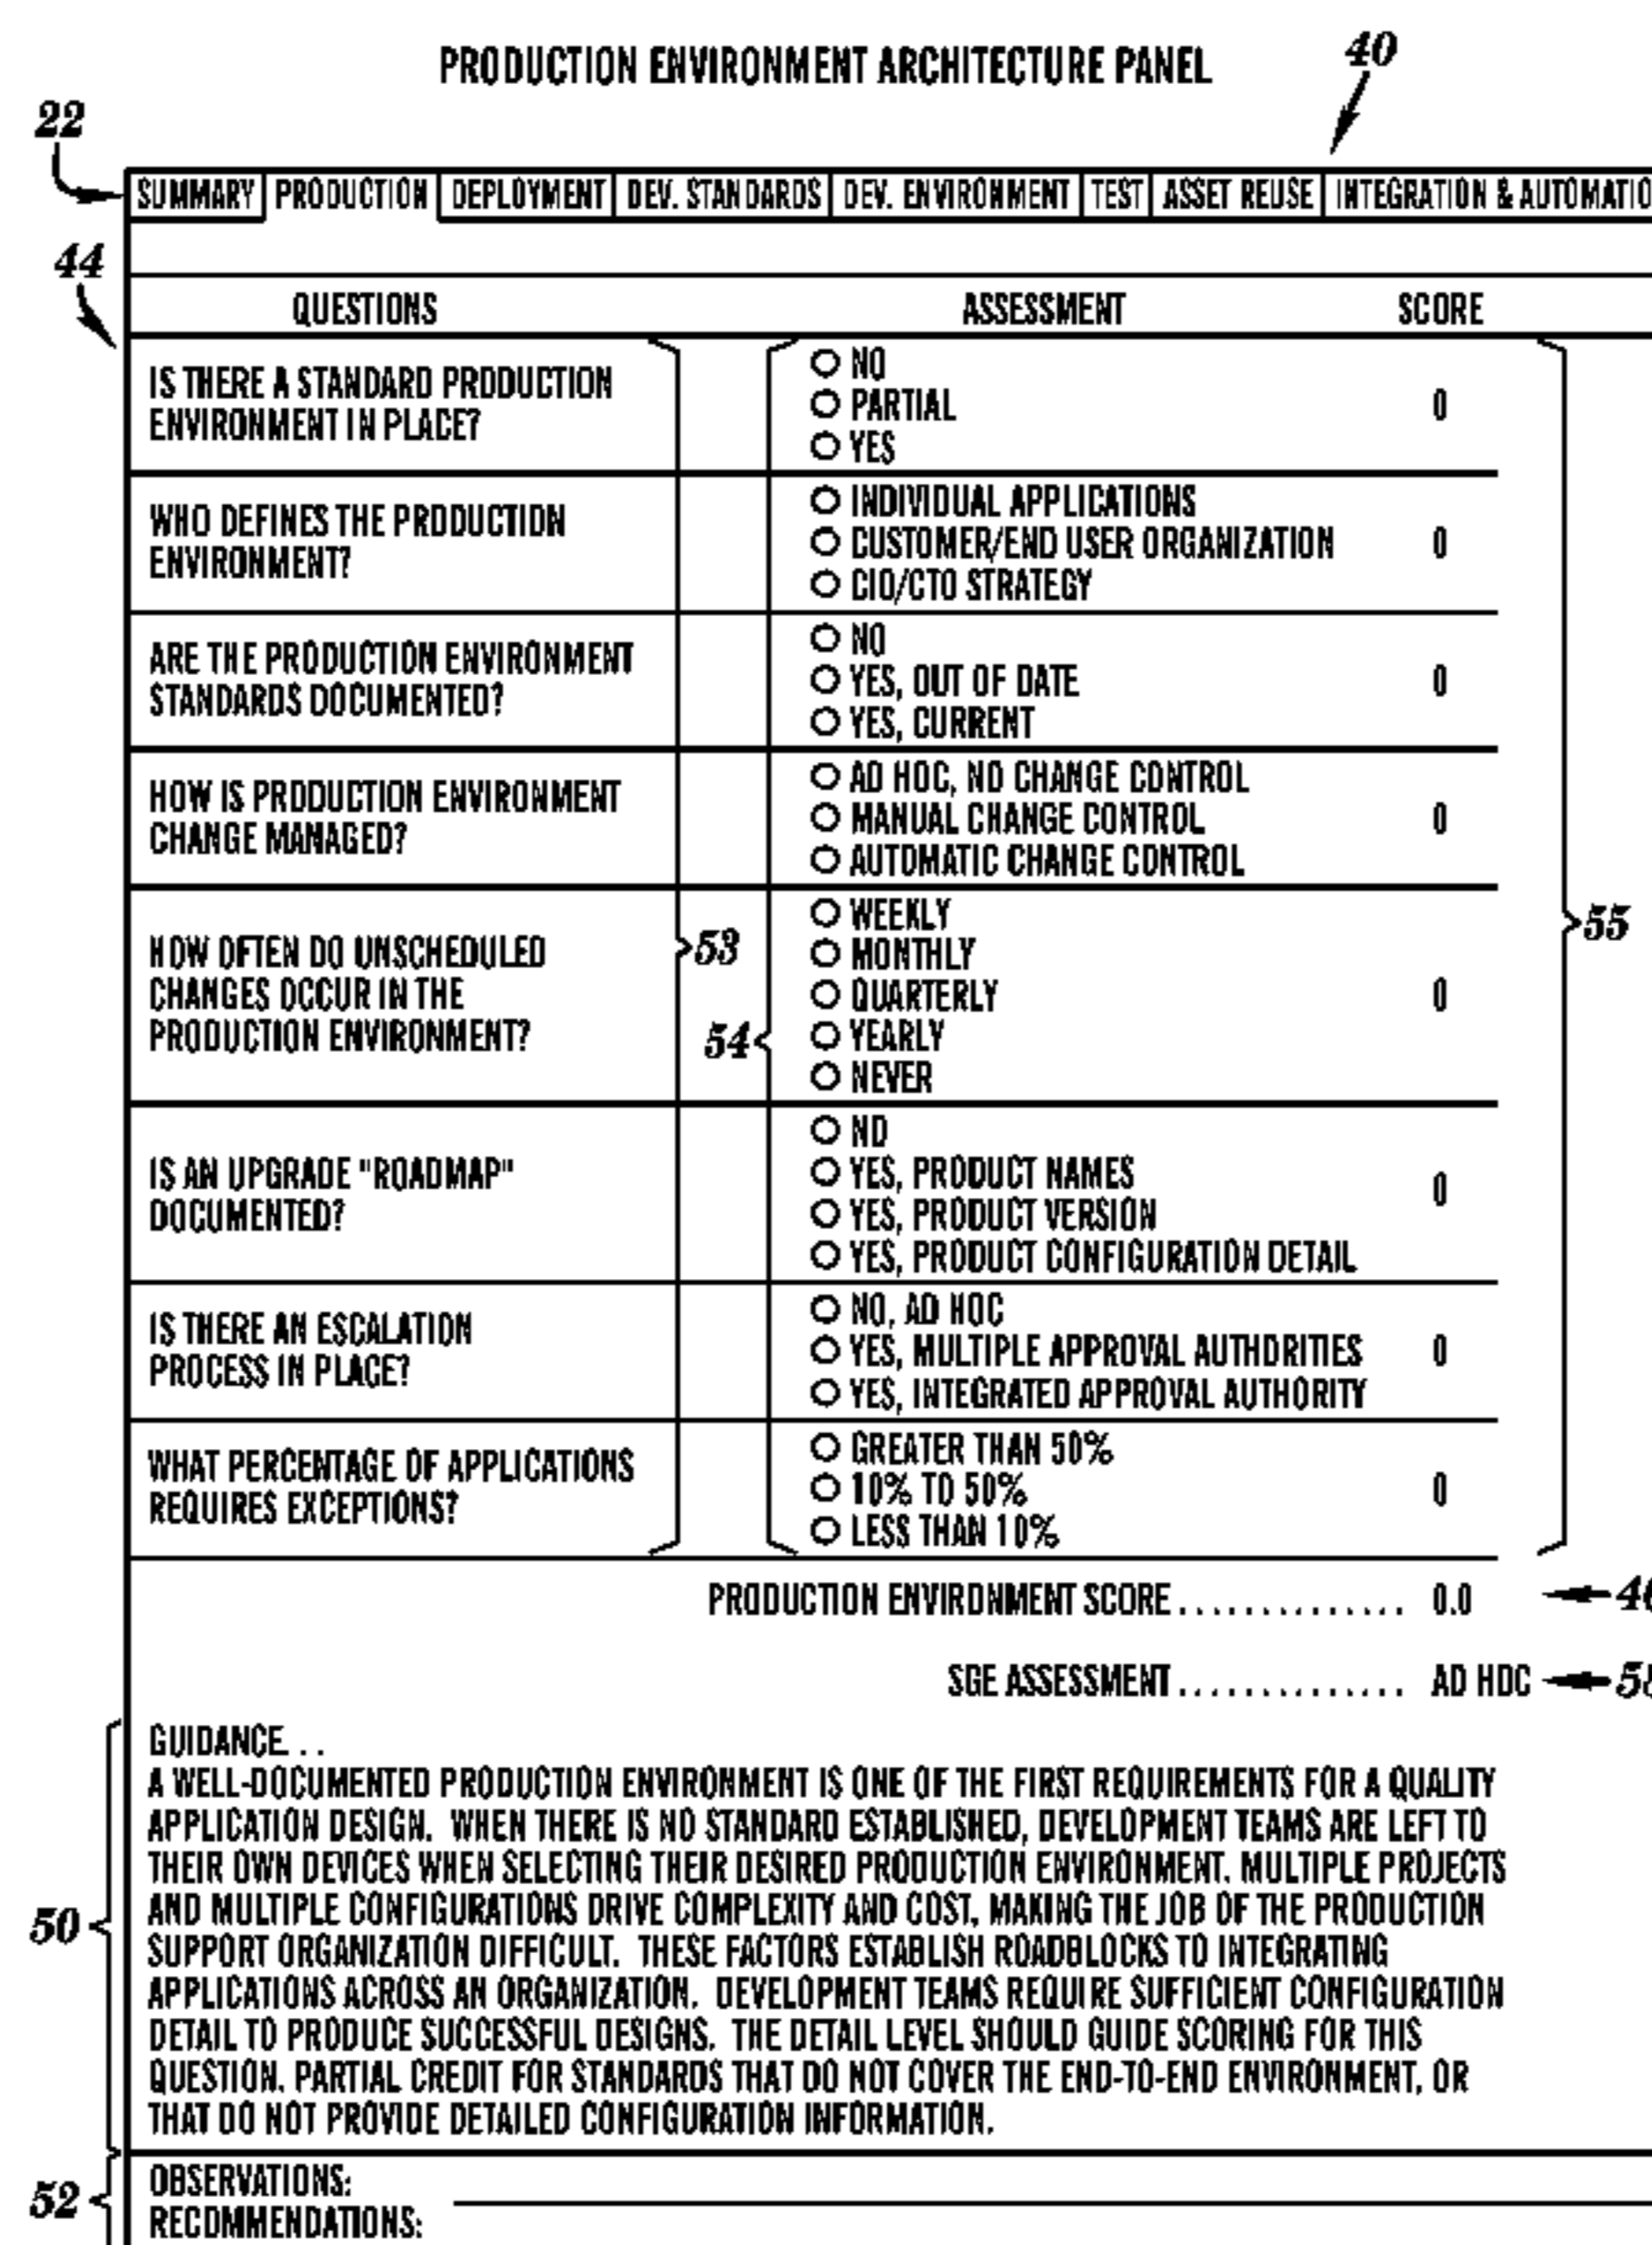 PRODUCTION ENVIRONMENT ARCHITECTURE PANEL
40
22
SUMMARY PRODUCTION DEPLOYMENT DEV. STANDARDS DEV. ENVIRONMENT TEST ASSET REUSE INTEGRATION & AUTOMATIO
44
QUESTIONS ASSESSMENT SCORE
IS THERE A STANDARD PRODUCTION
ENVIRONMENT IN PLACE?
NO
PARTIAL
YES
0
WHO DEFINES THE PRODUCTION
ENVIRONMENT?
INDIVIDUAL APPLICATIONS
CUSTOMER/END USER ORGANIZATION
CIO/CTO STRATEGY
0
ARE THE PRODUCTION ENVIRONMENT
STANDARDS DOCUMENTED?
NO
YES, OUT OF DATE
YES, CURRENT
0
HOW IS PRODUCTION ENVIRONMENT
CHANGE MANAGED?
AD HOC, NO CHANGE CONTROL
MANUAL CHANGE CONTROL
AUTOMATIC CHANGE CONTROL
0
HOW OFTEN DO UNSCHEDULED
CHANGES OCCUR IN THE
PRODUCTION ENVIRONMENT?
53
54
WEEKLY
MONTHLY
QUARTERLY
YEARLY
NEVER
0
55
IS AN UPGRADE "ROADMAP"
DOCUMENTED?
NO
YES, PRODUCT NAMES
YES, PRODUCT VERSION
YES, PRODUCT CONFIGURATION DETAIL
0
IS THERE AN ESCALATION
PROCESS IN PLACE?
NO, AD HOC
YES, MULTIPLE APPROVAL AUTHORITIES
YES, INTEGRATED APPROVAL AUTHORITY
0
WHAT PERCENTAGE OF APPLICATIONS
REQUIRES EXCEPTIONS?
GREATER THAN 50%
10% TO 50%
LESS THAN 10%
0
PRODUCTION ENVIRONMENT SCORE.............. 0.0
SGE ASSESSMENT.............. AD HOC
50
GUIDANCE...
A WELL-DOCUMENTED PRODUCTION ENVIRONMENT IS ONE OF THE FIRST REQUIREMENTS FOR A QUALITY
APPLICATION DESIGN. WHEN THERE IS NO STANDARD ESTABLISHED, DEVELOPMENT TEAMS ARE LEFT TO
THEIR OWN DEVICES WHEN SELECTING THEIR DESIRED PRODUCTION ENVIRONMENT. MULTIPLE PROJECTS
AND MULTIPLE CONFIGURATIONS DRIVE COMPLEXITY AND COST, MAKING THE JOB OF THE PRODUCTION
SUPPORT ORGANIZATION DIFFICULT. THESE FACTORS ESTABLISH ROADBLOCKS TO INTEGRATING
APPLICATIONS ACROSS AN ORGANIZATION. DEVELOPMENT TEAMS REQUIRE SUFFICIENT CONFIGURATION
DETAIL TO PRODUCE SUCCESSFUL DESIGNS. THE DETAIL LEVEL SHOULD GUIDE SCORING FOR THIS
QUESTION. PARTIAL CREDIT FOR STANDARDS THAT DO NOT COVER THE END-TO-END ENVIRONMENT, OR
THAT DO NOT PROVIDE DETAILED CONFIGURATION INFORMATION.
52
OBSERVATIONS:
RECOMMENDATIONS: